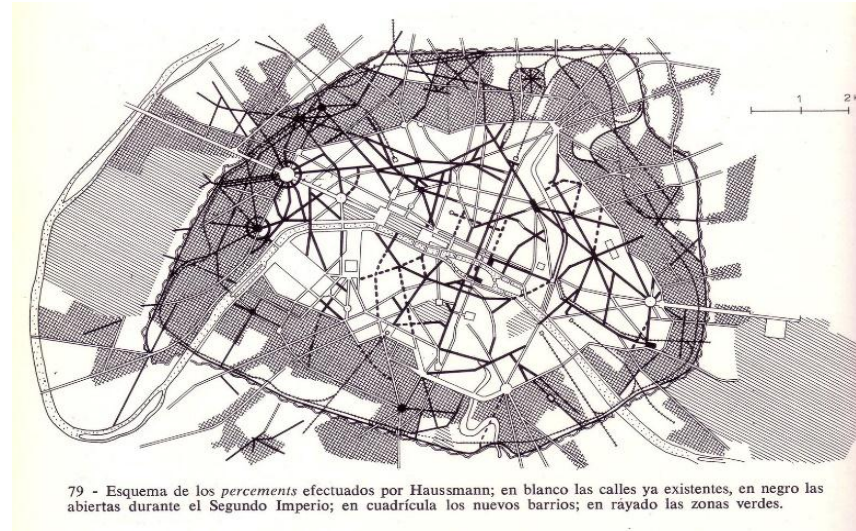 1 2
79 - Esquema de los percements efectuados por Haussmann; en blanco las calles ya existentes, en negro las
abiertas durante el Segundo Imperio; en cuadrícula los nuevos barrios; en ráyado las zonas verdes.